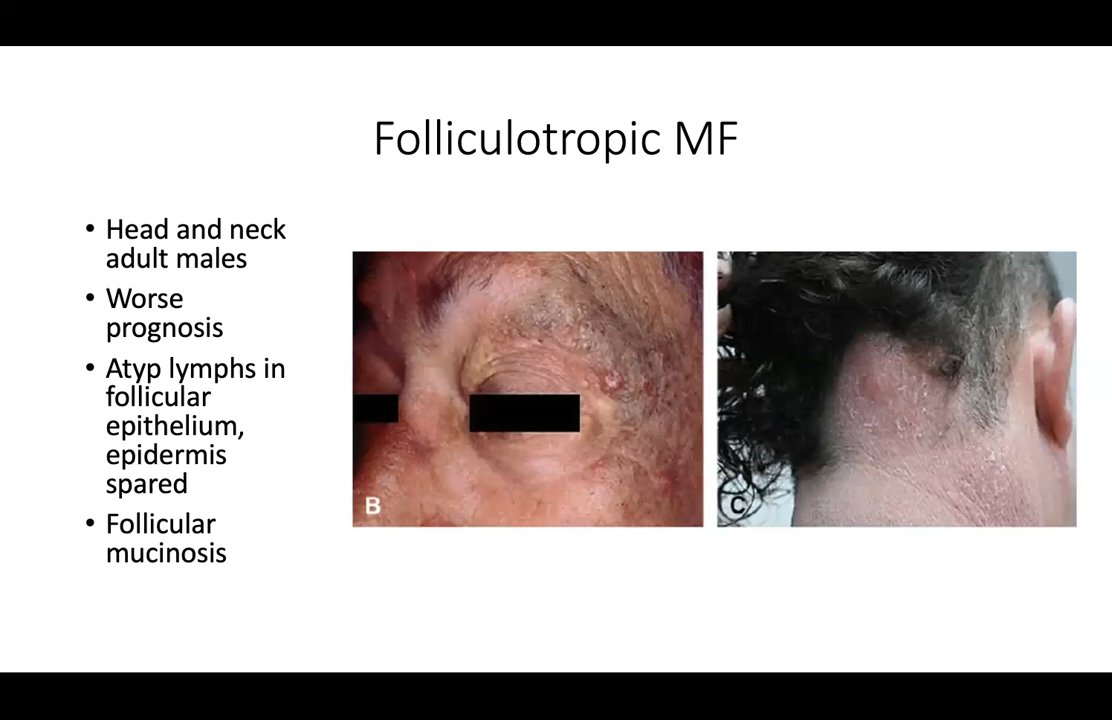 Folliculotropic MF
• Head and neck
adult males
• Worse
prognosis
• Atyp lymphs in
follicular
epithelium,
epidermis
spared
• Follicular
mucinosis
B
C